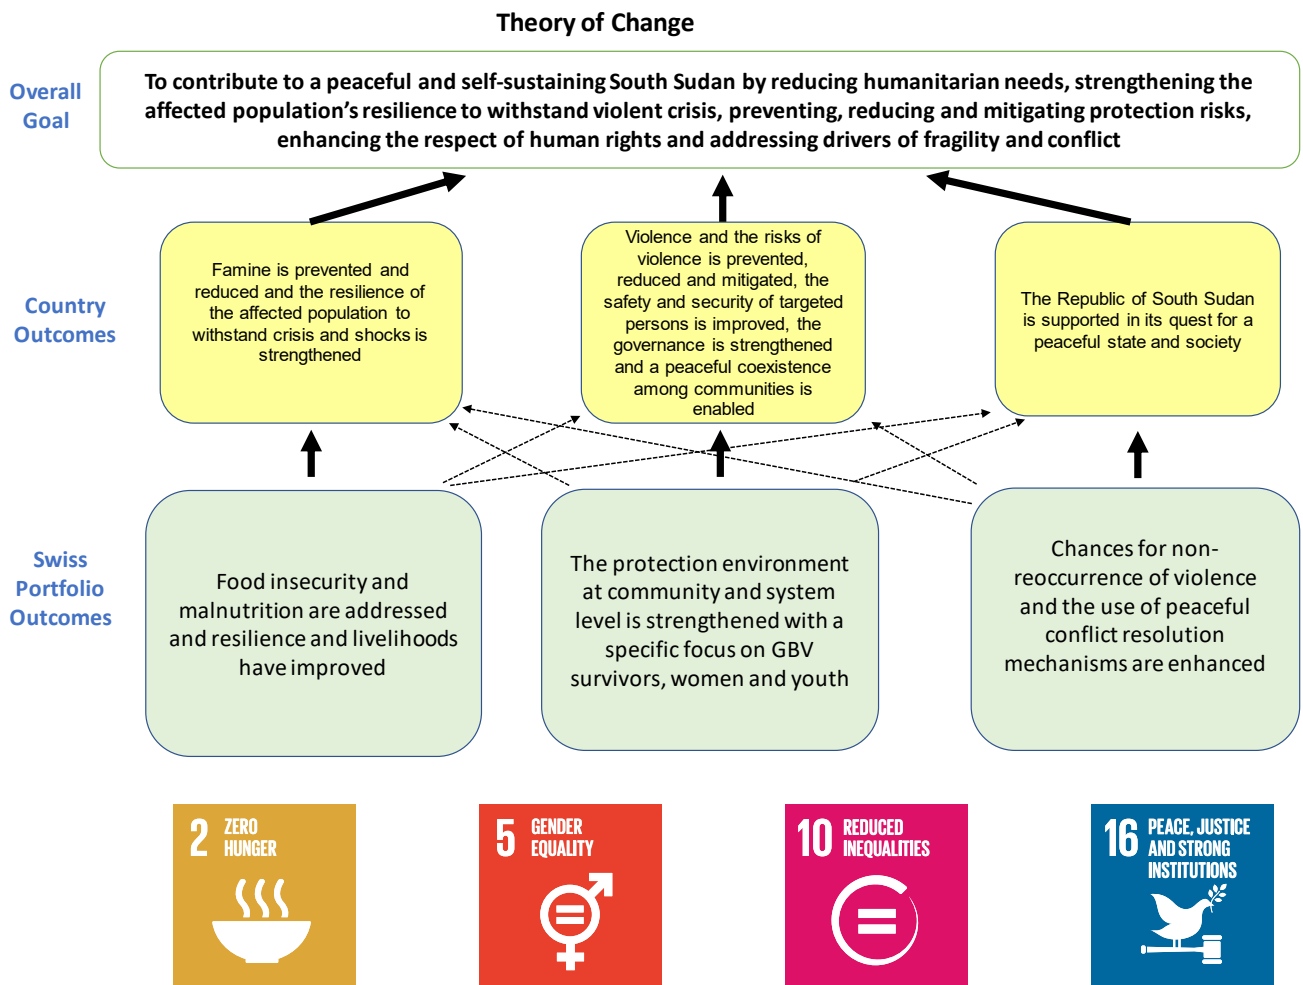 Theory of Change
Overall
Goal
To contribute to a peaceful and self-sustaining South Sudan by reducing humanitarian needs, strengthening the
affected population’s resilience to withstand violent crisis, preventing, reducing and mitigating protection risks,
enhancing the respect of human rights and addressing drivers of fragility and conflict
Country
Outcomes
Famine is prevented and
reduced and the resilience of
the affected population to
withstand crisis and shocks is
strengthened
Violence and the risks of
violence is prevented,
reduced and mitigated, the
safety and security of targeted
persons is improved, the
governance is strengthened
and a peaceful coexistence
among communities is
enabled
The Republic of South Sudan
is supported in its quest for a
peaceful state and society
Swiss
Portfolio
Outcomes
Food insecurity and
malnutrition are addressed
and resilience and livelihoods
have improved
The protection environment
at community and system
level is strengthened with a
specific focus on GBV
survivors, women and youth
Chances for non-
reoccurrence of violence
and the use of peaceful
conflict resolution
mechanisms are enhanced
2 ZERO
HUNGER
5 GENDER
EQUALITY
10 REDUCED
INEQUALITIES
16 PEACE, JUSTICE
AND STRONG
INSTITUTIONS